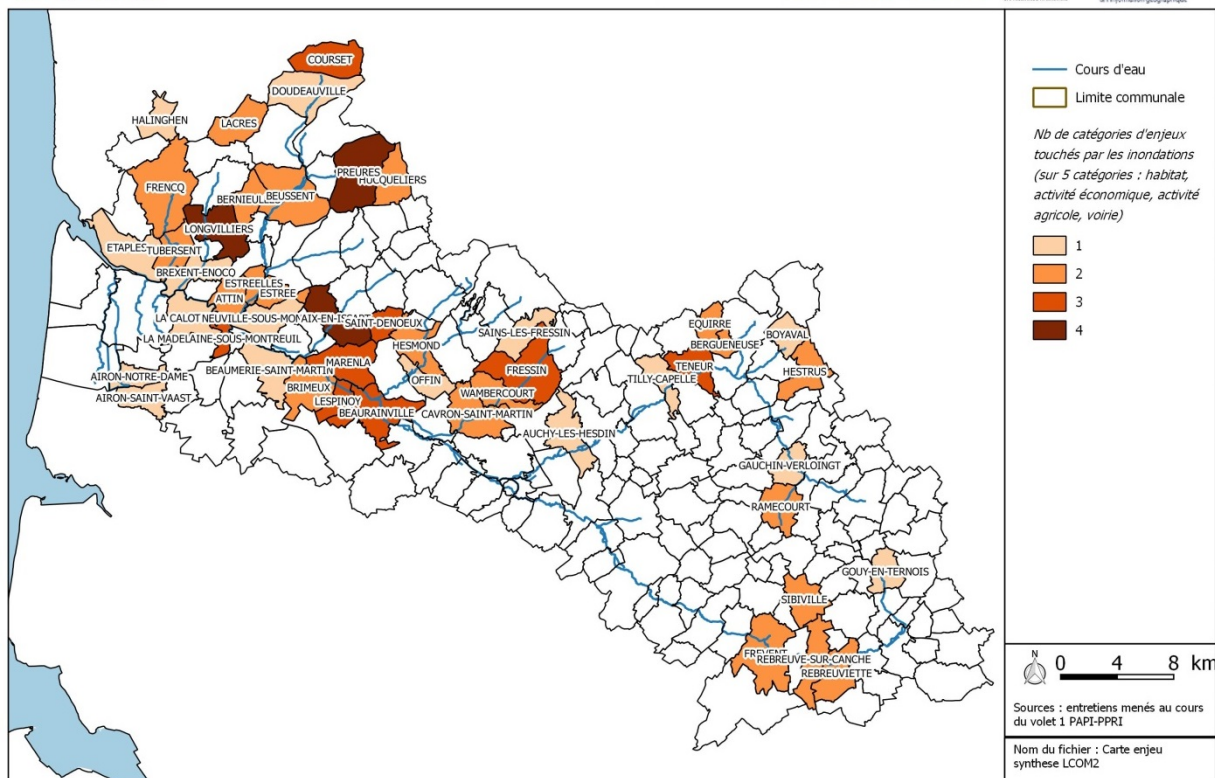 COURSET
DOUDEAUVILLE
HALINGHEN
LACRES
PREURES
HUCQUELIERS
FRENCQ
BERNIEULLES
BEUSSENT
LONGVILLIERS
ETAPLES
TUBERSENT
BREXENT-ENOCQ
ESTREELLES
ESTREE
ATTIN
LA CALOT
NEUVILLE-SOUS-MON
AIX-EN-ISSART
SAINT-DENOEUX
LA MADELAINE-SOUS-MONTREUIL
HESMOND
SAINS-LES-FRESSIN
EQUIRRE
BERGUENEUSE
BOYAVAL
MARENLA
BEAUMERIE-SAINT-MARTIN
FRESSIN
TENEUR
HESTRUS
AIRON-NOTRE-DAME
OFFIN
TILLY-CAPELLE
BRIMEUX
WAMBERCOURT
AIRON-SAINT-VAAST
LESPINOY
BEAURAINVILLE
CAVRON-SAINT-MARTIN
AUCHY-LES-HESDIN
GAUCHIN-VERLOINGT
RAMECOURT
GOUY-EN-TERNOIS
SIBIVILLE
FREVENT
REBREUVE-SUR-CANCHE
REBREUVIETTE
Cours d'eau
Limite communale
Nb de catégories d'enjeux
touchés par les inondations
(sur 5 catégories : habitat,
activité économique, activité
agricole, voirie)
1
2
3
4
N
0 4 8 km
Sources : entretiens menés au cours
du volet 1 PAPI-PPRI
Nom du fichier : Carte enjeu
synthese LCOM2